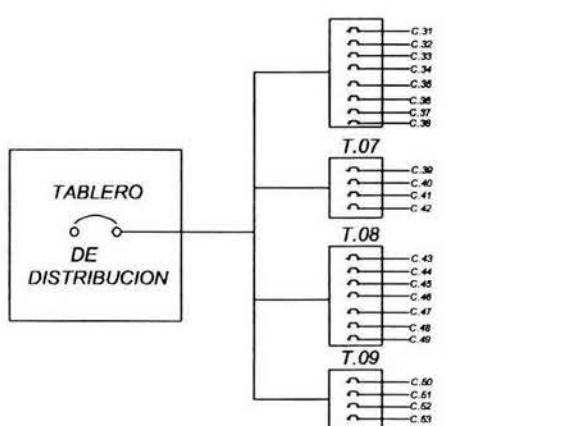 C.31
C.32
C.33
C.34
C.35
C.36
C.37
C.38
T.07
C.39
C.40
C.41
C.42
TABLERO
DE
DISTRIBUCION
T.08
C.43
C.44
C.45
C.46
C.47
C.48
C.49
T.09
C.50
C.51
C.52
C.53